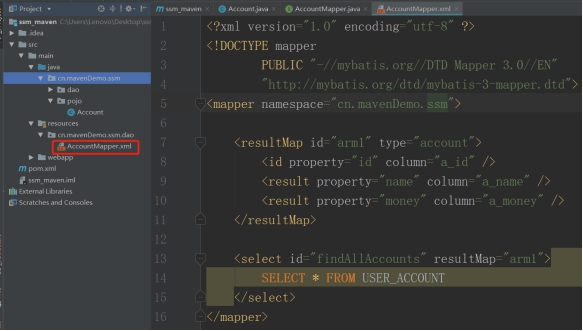 Project
ssm_maven C:\Users\Lenovo\Desktop\ssm
.idea
src
main
java
cn.mavenDemo.ssm
dao
pojo
Account
resources
cn.mavenDemo.ssm.dao
AccountMapper.xml
webapp
pom.xml
ssm_maven.iml
External Libraries
Scratches and Consoles
ssm_maven × Account.java × AccountMapper.java × AccountMapper.xml ×
1 <?xml version="1.0" encoding="utf-8" ?>
2 <!DOCTYPE mapper
3 PUBLIC "-//mybatis.org//DTD Mapper 3.0//EN"
4 "http://mybatis.org/dtd/mybatis-3-mapper.dtd">
5 <mapper namespace="cn.mavenDemo.ssm">
6
7 <resultMap id="arm1" type="account">
8 <id property="id" column="a_id" />
9 <result property="name" column="a_name" />
10 <result property="money" column="a_money" />
11 </resultMap>
12
13 <select id="findAllAccounts" resultMap="arm1">
14 SELECT * FROM USER_ACCOUNT
15 </select>
16 </mapper>